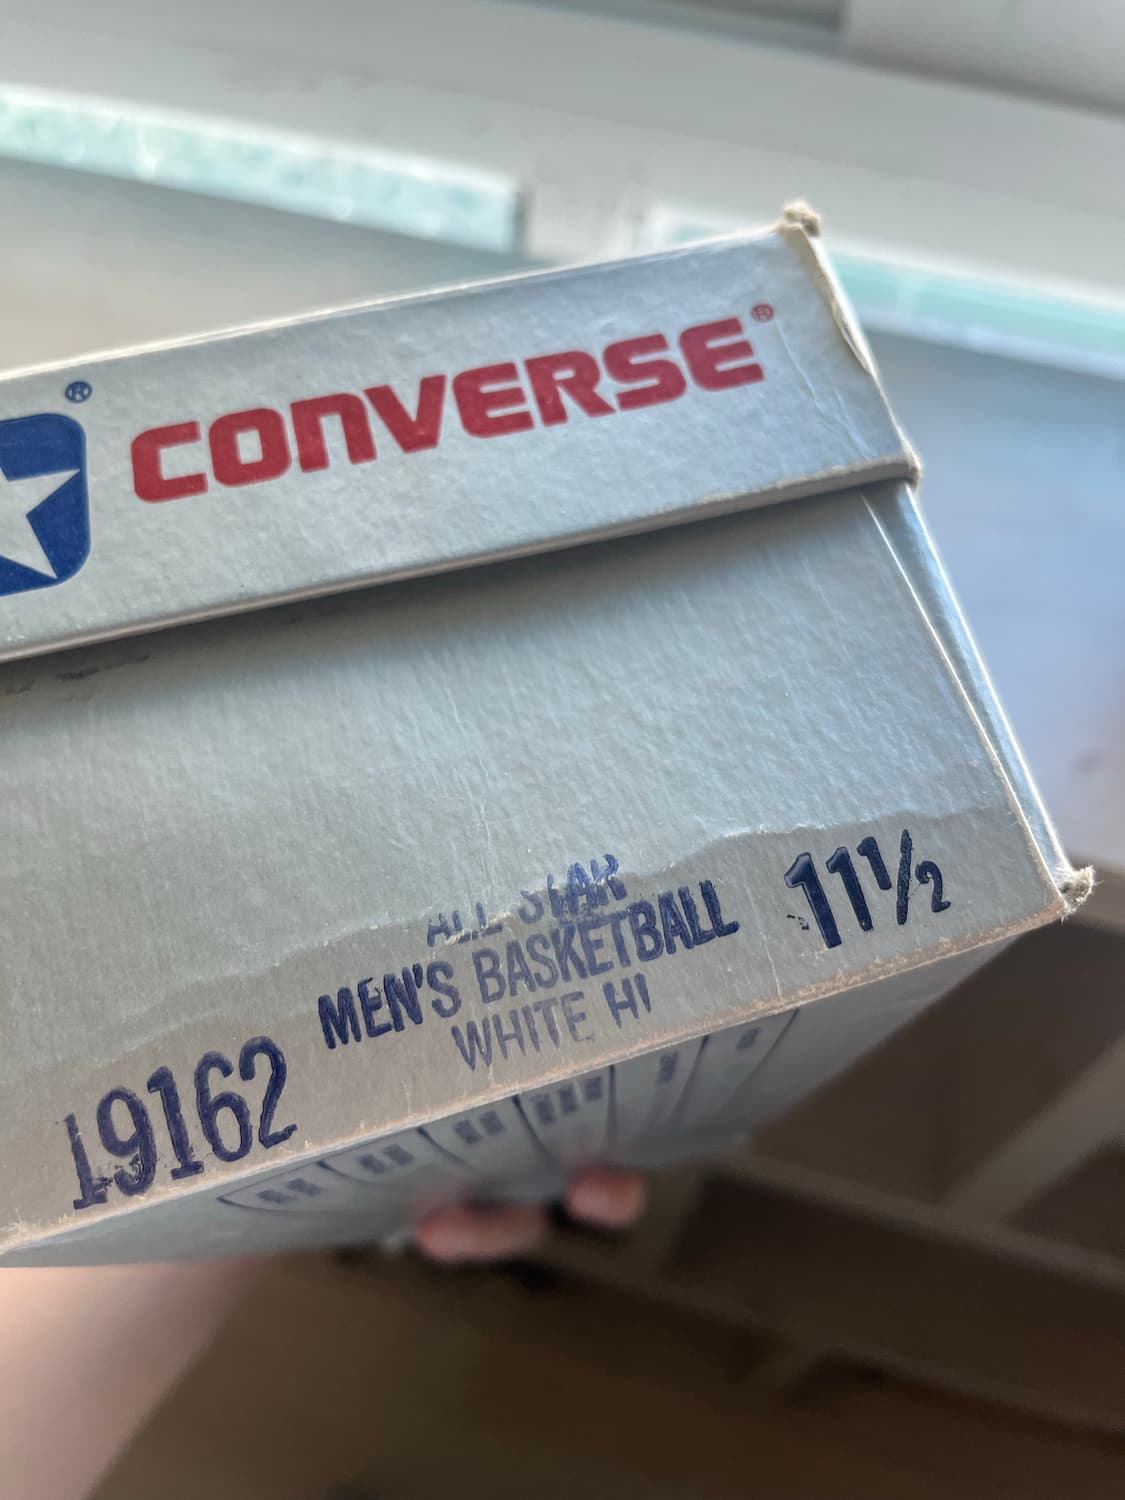 ® CONVERSE®
ALL STAR
MEN'S BASKETBALL
WHITE HI
11½
19162